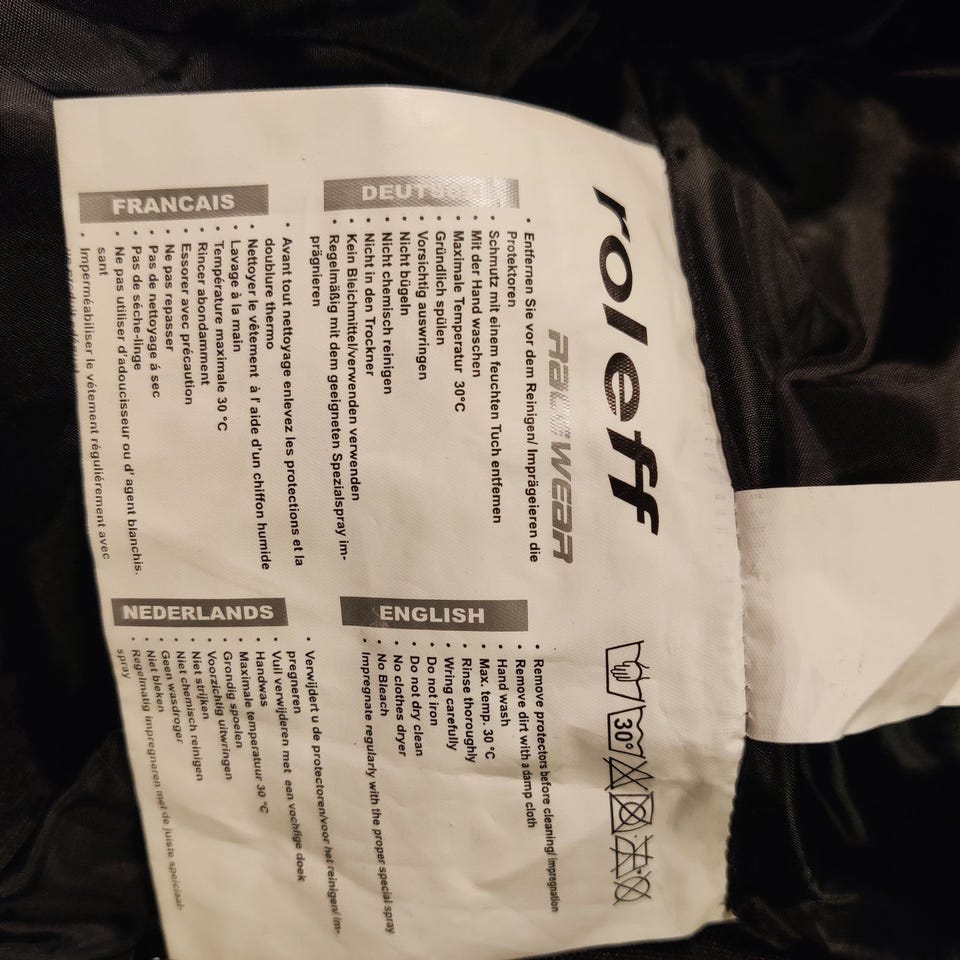 roleff
RACEWEAR
30°
DEUTSCH
• Entfernen Sie vor dem Reinigen/ Imprägeieren die
Protektoren
• Schmutz mit einem feuchten Tuch entfernen
• Mit der Hand waschen
• Maximale Temperatur 30°C
• Gründlich spülen
• Vorsichtig auswringen
• Nicht bügeln
• Nicht chemisch reinigen
• Nicht in den Trockner
• Kein Bleichmittel/verwenden verwenden
• Regelmäßig mit dem geeigneten Spezialspray im-
prägnieren
ENGLISH
• Remove protectors before cleaning/ impregnation
• Remove dirt with a damp cloth
• Hand wash
• Max. temp. 30 °C
• Rinse thoroughly
• Wring carefully
• Do not iron
• Do not dry clean
• No clothes dryer
• No Bleach
• Impregnate regularly with the proper special spray
FRANCAIS
• Avant tout nettoyage enlevez les protections et la
doublure thermo
• Nettoyer le vêtement à l' aide d'un chiffon humide
• Lavage à la main
• Température maximale 30 °C
• Rincer abondamment
• Essorer avec précaution
• Ne pas repasser
• Pas de nettoyage á sec
• Pas de séche-linge
• Ne pas utiliser d'adoucisseur ou d' agent blanchis.
sant
• Imperméabiliser le vêtement réguliérement avec
NEDERLANDS
• Verwijdert u de protectoren/voor het reinigen/ im-
pregneren
• Vuil verwijderen met een vochtige doek
• Handwas
• Maximale temperatuur 30 °C
• Grondig spoelen
• Voorzichtig uitwringen
• Niet strijken
• Niet chemisch reinigen
• Geen wasdroger
• Niet bleken
• Regelmatig impregneren met de juiste speiciaal-
spray